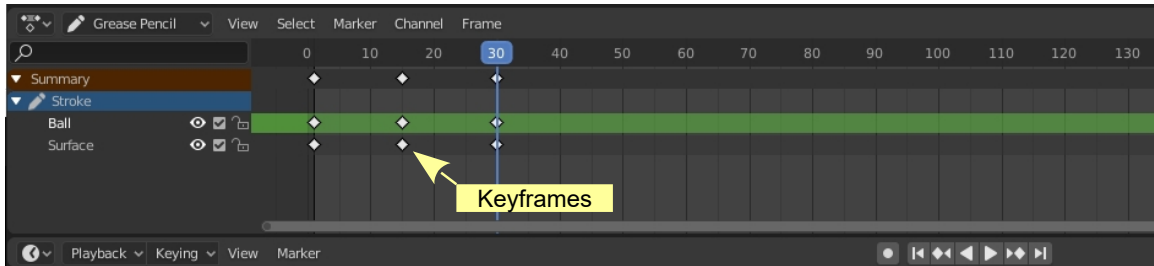 Grease Pencil View Select Marker Channel Frame
0 10 20 30 40 50 60 70 80 90 100 110 120 130
Summary
Stroke
Ball
Surface
Keyframes
Playback Keying View Marker